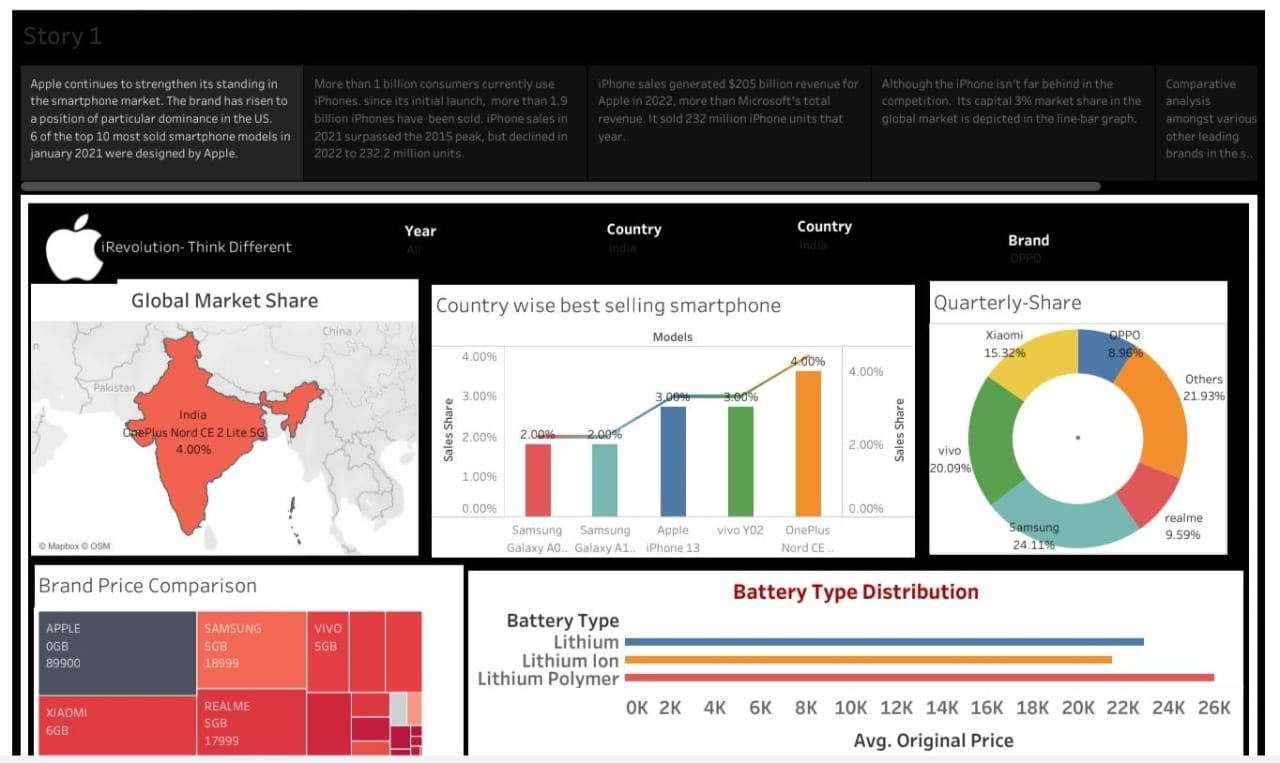 Story 1
Apple continues to strengthen its standing in
the smartphone market. The brand has risen to
a position of particular dominance in the US.
6 of the top 10 most sold smartphone models in
january 2021 were designed by Apple.
More than 1 billion consumers currently use
iPhones. since its initial launch, more than 1.9
billion iPhones have been sold. iPhone sales in
2021 surpassed the 2015 peak, but declined in
2022 to 232.2 million units.
iPhone sales generated $205 billion revenue for
Apple in 2022, more than Microsoft's total
revenue. It sold 232 million iPhone units that
year.
Although the iPhone isn't far behind in the
competition. Its capital 3% market share in the
global market is depicted in the line-bar graph.
Comparative
analysis
amongst various
other leading
brands in the s..
iRevolution- Think Different
Year
All
Country
India
Country
India
Brand
OPPO
Global Market Share
China
n
Pakistan
India
OnePlus Nord CE 2 Lite 5G
4.00%
© Mapbox © OSM
Country wise best selling smartphone
Models
4.00%
3.00%
2.00%
1.00%
0.00%
Sales Share
2.00%
2.00%
3.00%
3.00%
4.00%
4.00%
2.00%
0.00%
Sales Share
Samsung
Galaxy A0..
Samsung
Galaxy A1..
Apple
iPhone 13
vivo Y02
OnePlus
Nord CE ..
Quarterly-Share
Xiaomi
15.32%
OPPO
8.96%
Others
21.93%
vivo
20.09%
realme
9.59%
Samsung
24.11%
Brand Price Comparison
APPLE
0GB
89900
SAMSUNG
5GB
18999
VIVO
5GB
XIAOMI
6GB
REALME
5GB
17999
Battery Type Distribution
Battery Type
Lithium
Lithium Ion
Lithium Polymer
0K 2K 4K 6K 8K 10K 12K 14K 16K 18K 20K 22K 24K 26K
Avg. Original Price